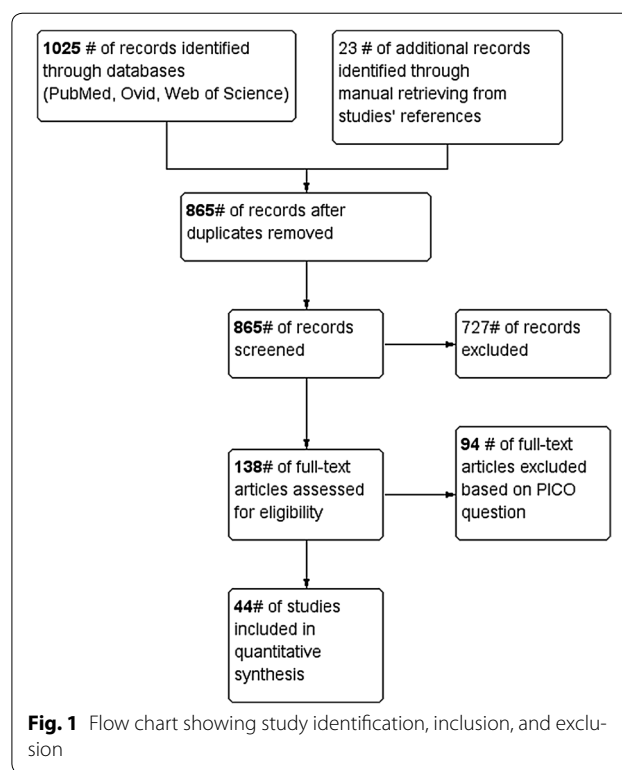 1025 # of records identified
through databases
(PubMed, Ovid, Web of Science)
23 # of additional records
identified through
manual retrieving from
studies' references
865# of records after
duplicates removed
865# of records
screened
727# of records
excluded
138# of full-text
articles assessed
for eligibility
94 # of full-text
articles excluded
based on PICO
question
44# of studies
included in
quantitative
synthesis
Fig. 1 Flow chart showing study identification, inclusion, and exclu-
sion